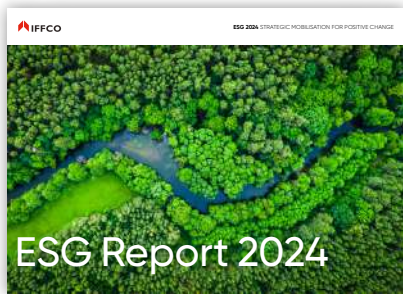 IFFCO
ESG 2024 STRATEGIC MOBILISATION FOR POSITIVE CHANGE
ESG Report 2024